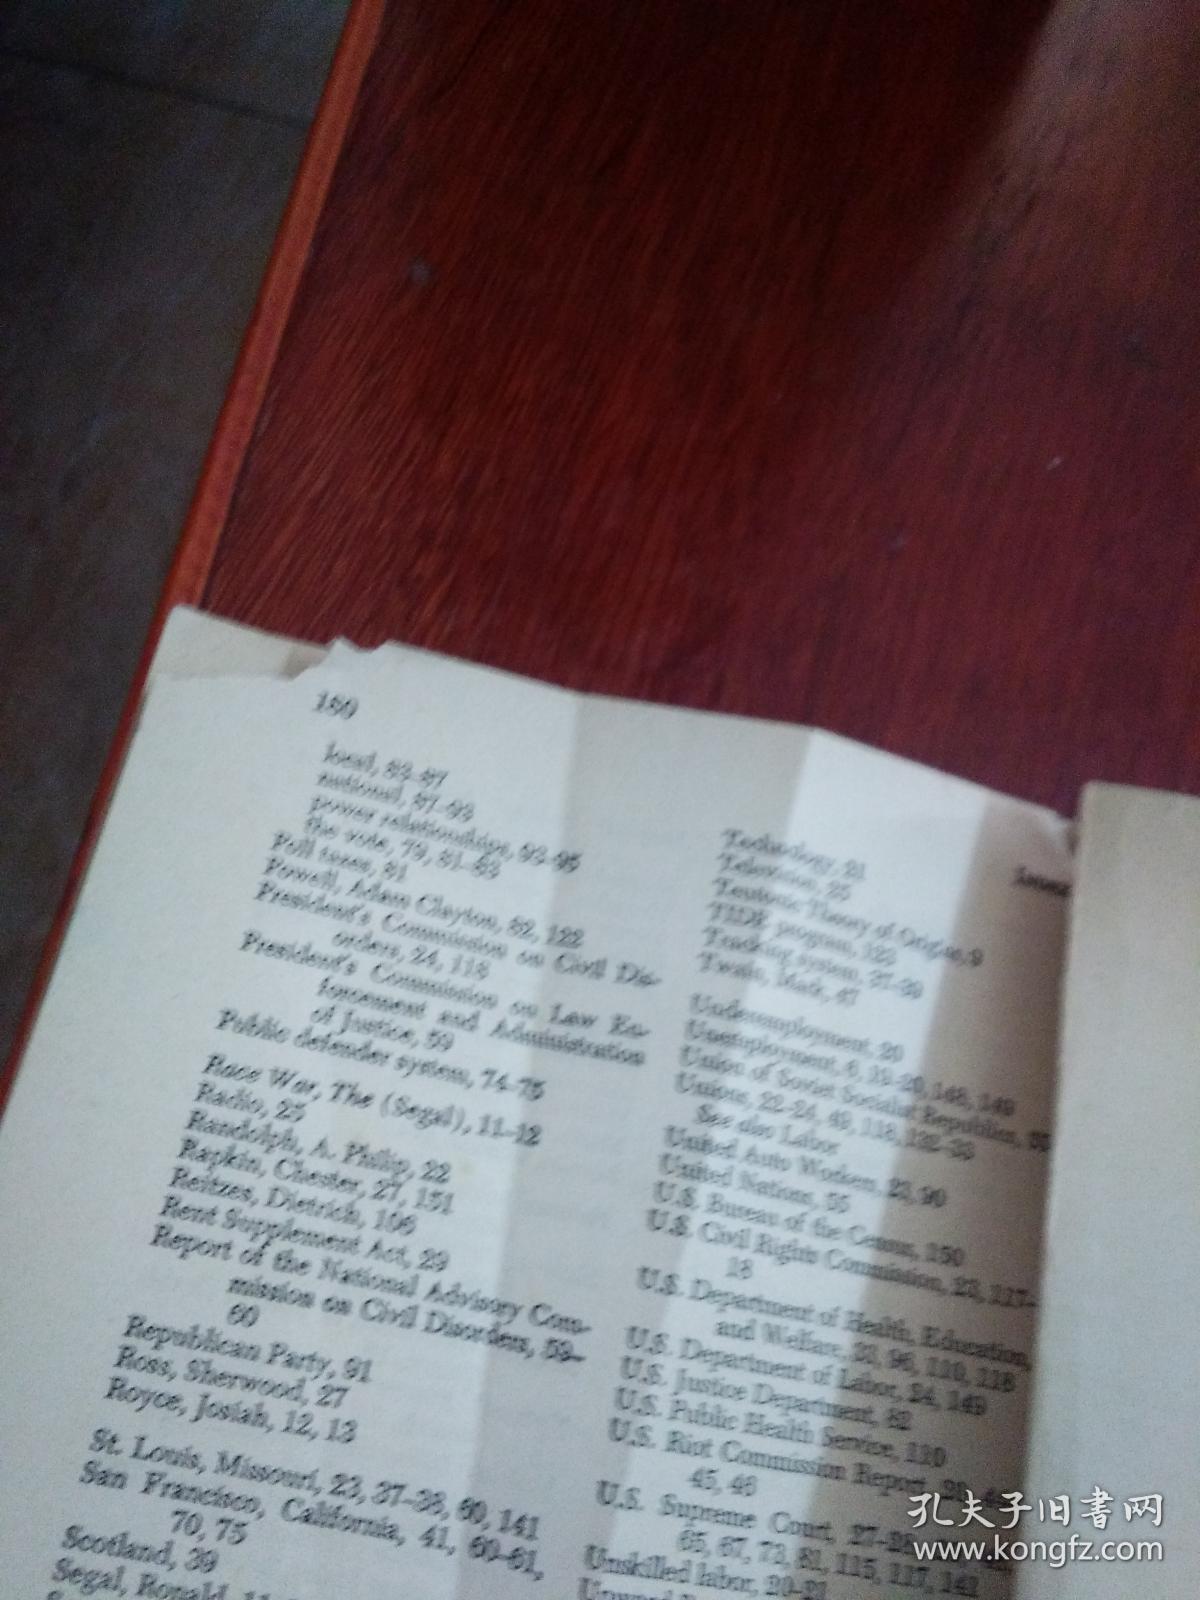 180
local, 83-87
national, 87-93
power relationships, 93-95
the vote, 79, 81-83
Poll taxes, 81
Powell, Adam Clayton, 82, 122
President's Commission on Civil Dis-
orders, 24, 118
President's Commission on Law En-
forcement and Administration
of Justice, 59
Public defender system, 74-75
Race War, The (Segal), 11-12
Radio, 25
Randolph, A. Philip, 22
Rapkin, Chester, 27, 151
Reitzes, Dietrich, 106
Rent Supplement Act, 29
Report of the National Advisory Com-
mission on Civil Disorders, 59-
60
Republican Party, 91
Ross, Sherwood, 27
Royce, Josiah, 12, 13
St. Louis, Missouri, 23, 37-38, 60, 141
San Francisco, California, 41, 60-61,
70, 75
Scotland, 39
Segal, Ronald,
Technology, 21
Television, 25
Teutonic Theory of Origins, 9
TIDE program, 123
Tracking system, 37-39
Twain, Mark, 47
Underemployment, 20
Unemployment, 6, 19-20, 148, 149
Union of Soviet Socialist Republics, 55
Unions, 22-24, 49, 118, 132-33
See also Labor
United Auto Workers, 23, 90
United Nations, 55
U.S. Bureau of the Census, 150
U.S. Civil Rights Commission, 23, 117-
18
U.S. Department of Health, Education,
and Welfare, 33, 96, 110, 118
U.S. Department of Labor, 24, 149
U.S. Justice Department, 82
U.S. Public Health Service, 110
U.S. Riot Commission Report,
45, 46
U.S. Supreme Court, 27-28,
65, 67, 73, 81, 115, 117, 141
Unskilled labor, 20-21
孔夫子旧書网
www.kongfz.com